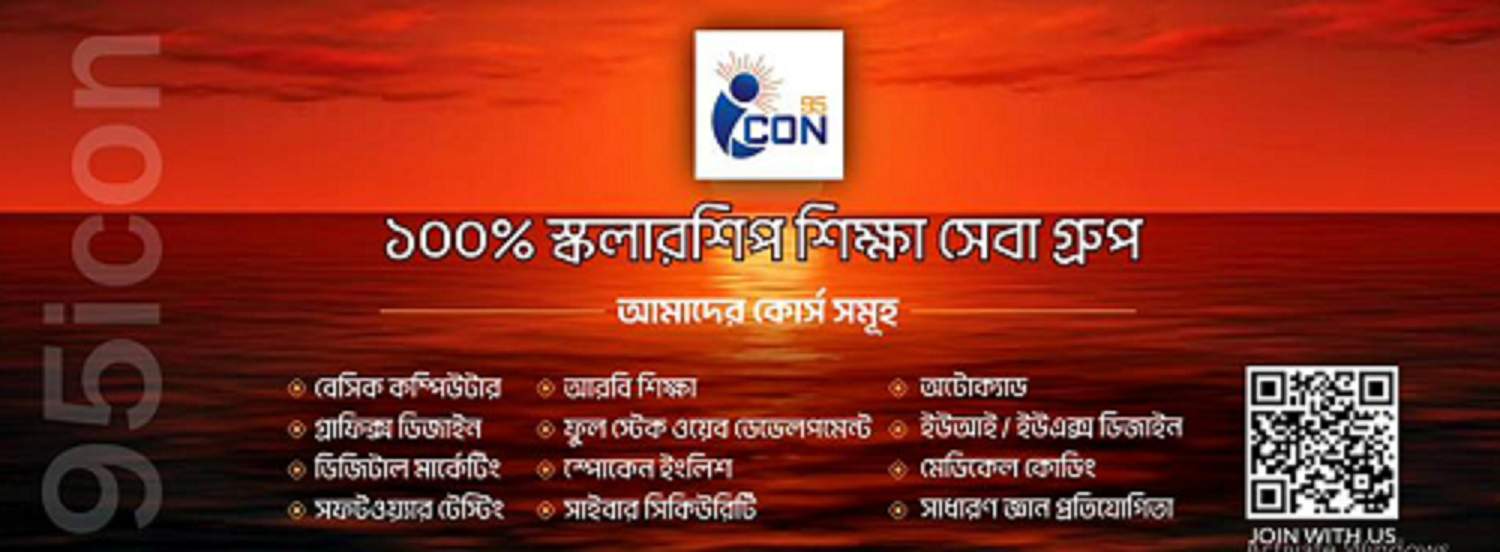 95icon
95
iCON
১০০% স্কলারশিপ শিক্ষা সেবা গ্রুপ
আমাদের কোর্স সমূহ
বেসিক কম্পিউটার
গ্রাফিক্স ডিজাইন
ডিজিটাল মার্কেটিং
সফটওয়্যার টেস্টিং
আরবি শিক্ষা
ফুল স্টেক ওয়েব ডেভেলপমেন্ট
স্পোকেন ইংলিশ
সাইবার সিকিউরিটি
অটোক্যাড
ইউআই / ইউএক্স ডিজাইন
মেডিকেল কোডিং
সাধারণ জ্ঞান প্রতিযোগিতা
JOIN WITH US